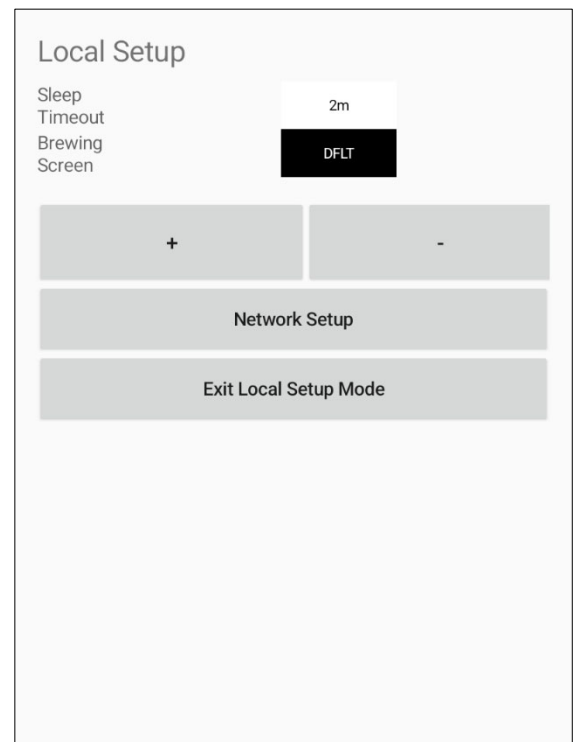 Local Setup
Sleep
Timeout
2m
Brewing
Screen
DFLT
+
-
Network Setup
Exit Local Setup Mode